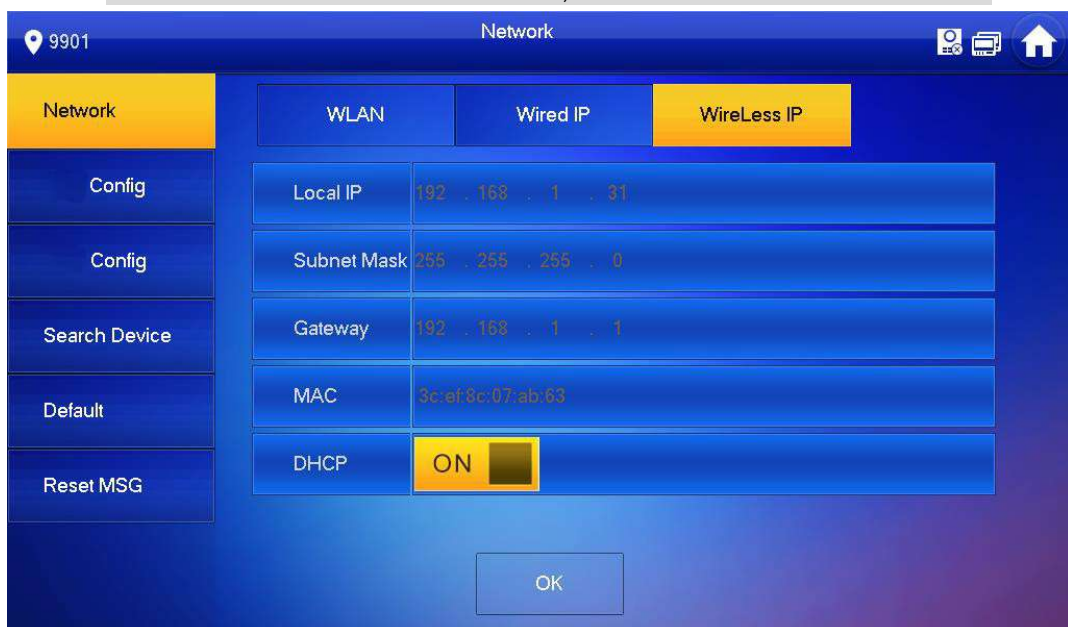 9901
Network
Network
WLAN
Wired IP
WireLess IP
Config
Local IP
192 . 168 . 1 . 31
Config
Subnet Mask
255 . 255 . 255 . 0
Search Device
Gateway
192 . 168 . 1 . 1
Default
MAC
3c:ef:8c:07:ab:63
Reset MSG
DHCP
ON
OK